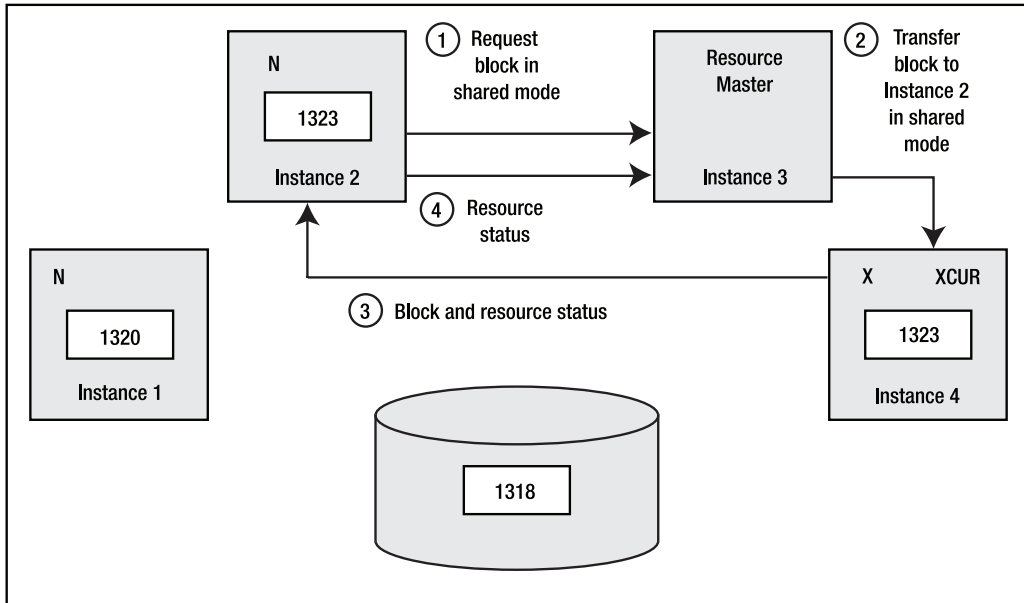 N
1323
Instance 2
1 Request
block in
shared mode
Resource
Master
Instance 3
2 Transfer
block to
Instance 2
in shared
mode
4 Resource
status
N
1320
Instance 1
3 Block and resource status
X XCUR
1323
Instance 4
1318